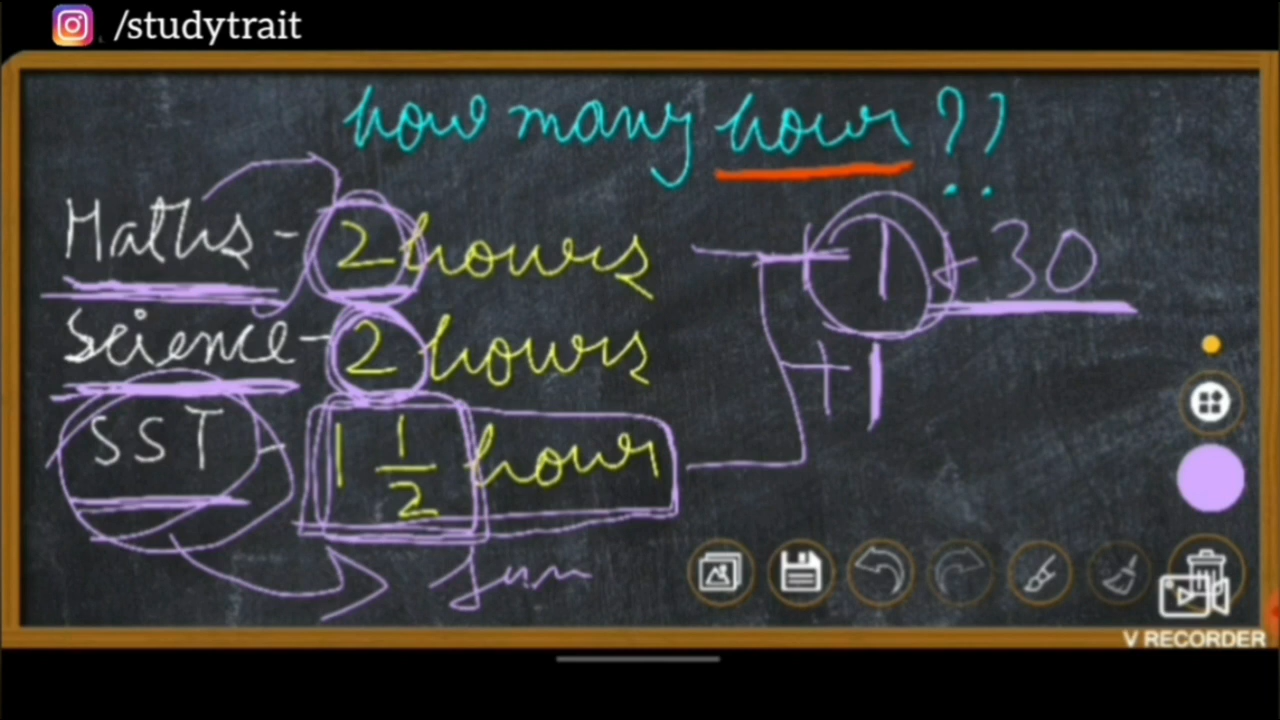 /studytrait
how many hour ??
Maths - 2 hours
1 - 30
Science - 2 hours
+1
SST - 1 1/2 hour
V RECORDER